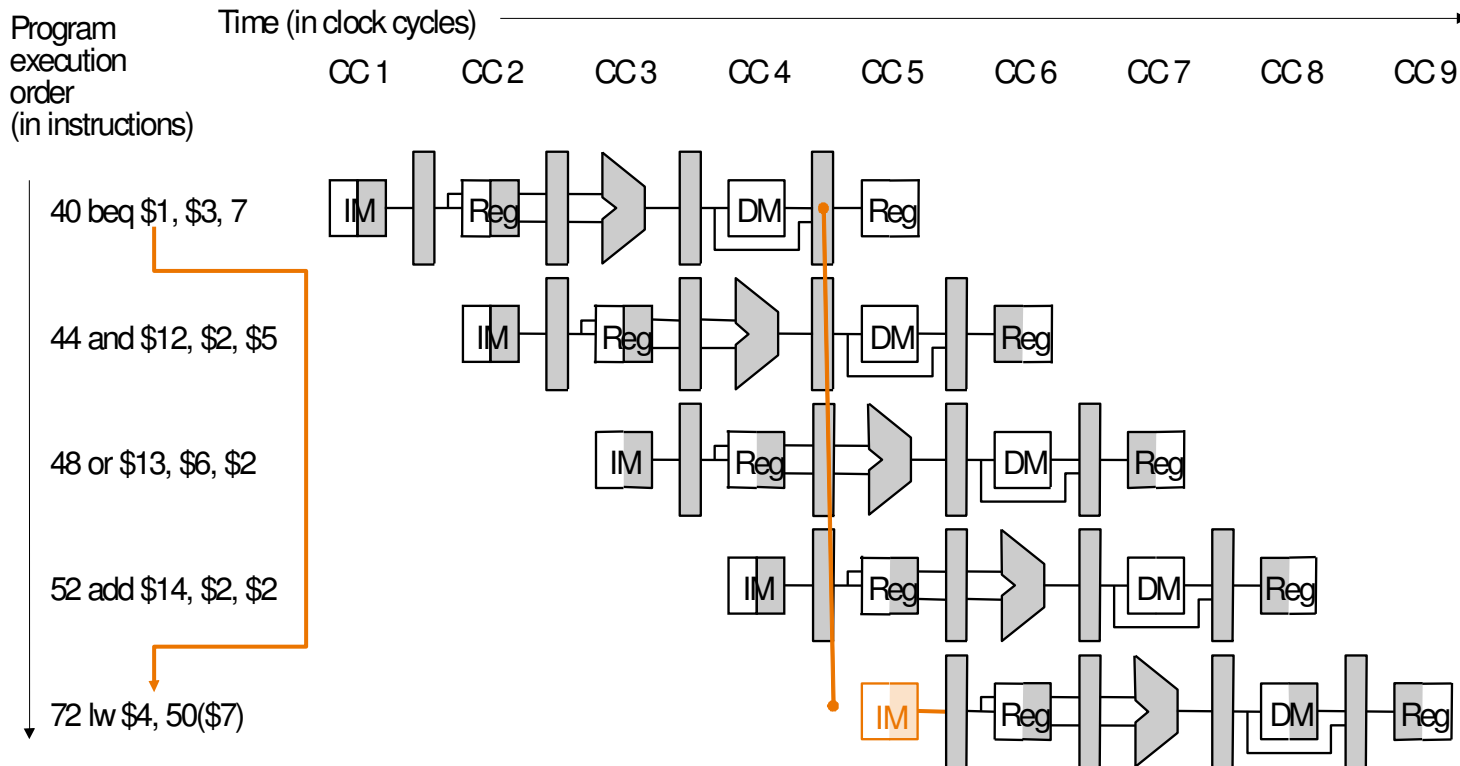 Program
execution
order
(in instructions)
Time (in clock cycles)
CC 1 CC 2 CC 3 CC 4 CC 5 CC 6 CC 7 CC 8 CC 9
40 beq $1, $3, 7
IM Reg DM Reg
44 and $12, $2, $5
IM Reg DM Reg
48 or $13, $6, $2
IM Reg DM Reg
52 add $14, $2, $2
IM Reg DM Reg
72 lw $4, 50($7)
IM Reg DM Reg